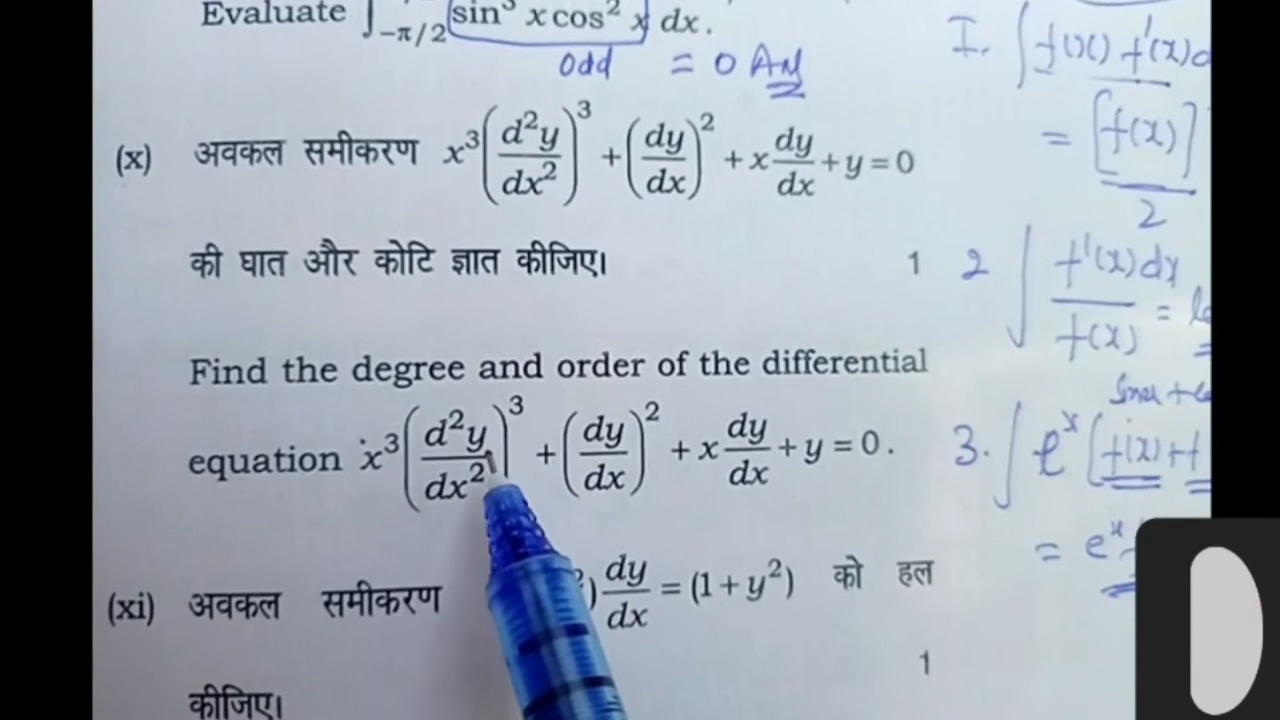 Evaluate ∫_{-π/2} sin³ x cos² x dx.
odd = 0 Ans
(x) अवकल समीकरण x³(d²y/dx²)³ + (dy/dx)² + x dy/dx + y = 0
की घात और कोटि ज्ञात कीजिए। 1
Find the degree and order of the differential
equation x³(d²y/dx²)³ + (dy/dx)² + x dy/dx + y = 0.
(xi) अवकल समीकरण ²) dy/dx = (1 + y²) को हल
1
कीजिए।
I. ∫ f(x) f'(x)d
= [f(x)] / 2
2 ∫ f'(x)dx / f(x) =
3. ∫ e^x (f(x) + f
= e^x